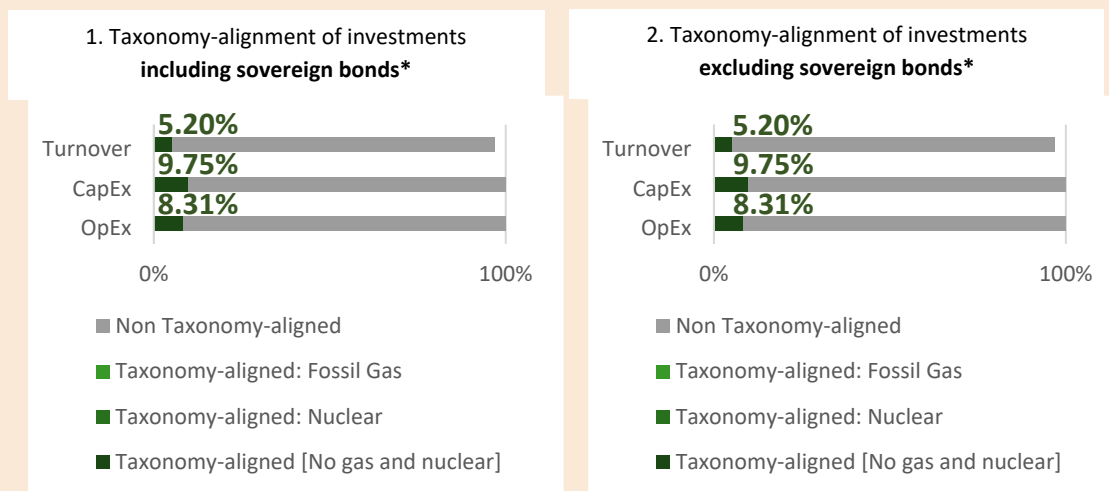 1. Taxonomy-alignment of investments
including sovereign bonds*
5.20%
Turnover
9.75%
CapEx
8.31%
OpEx
0% 100%
Non Taxonomy-aligned
Taxonomy-aligned: Fossil Gas
Taxonomy-aligned: Nuclear
Taxonomy-aligned [No gas and nuclear]
2. Taxonomy-alignment of investments
excluding sovereign bonds*
5.20%
Turnover
9.75%
CapEx
8.31%
OpEx
0% 100%
Non Taxonomy-aligned
Taxonomy-aligned: Fossil Gas
Taxonomy-aligned: Nuclear
Taxonomy-aligned [No gas and nuclear]